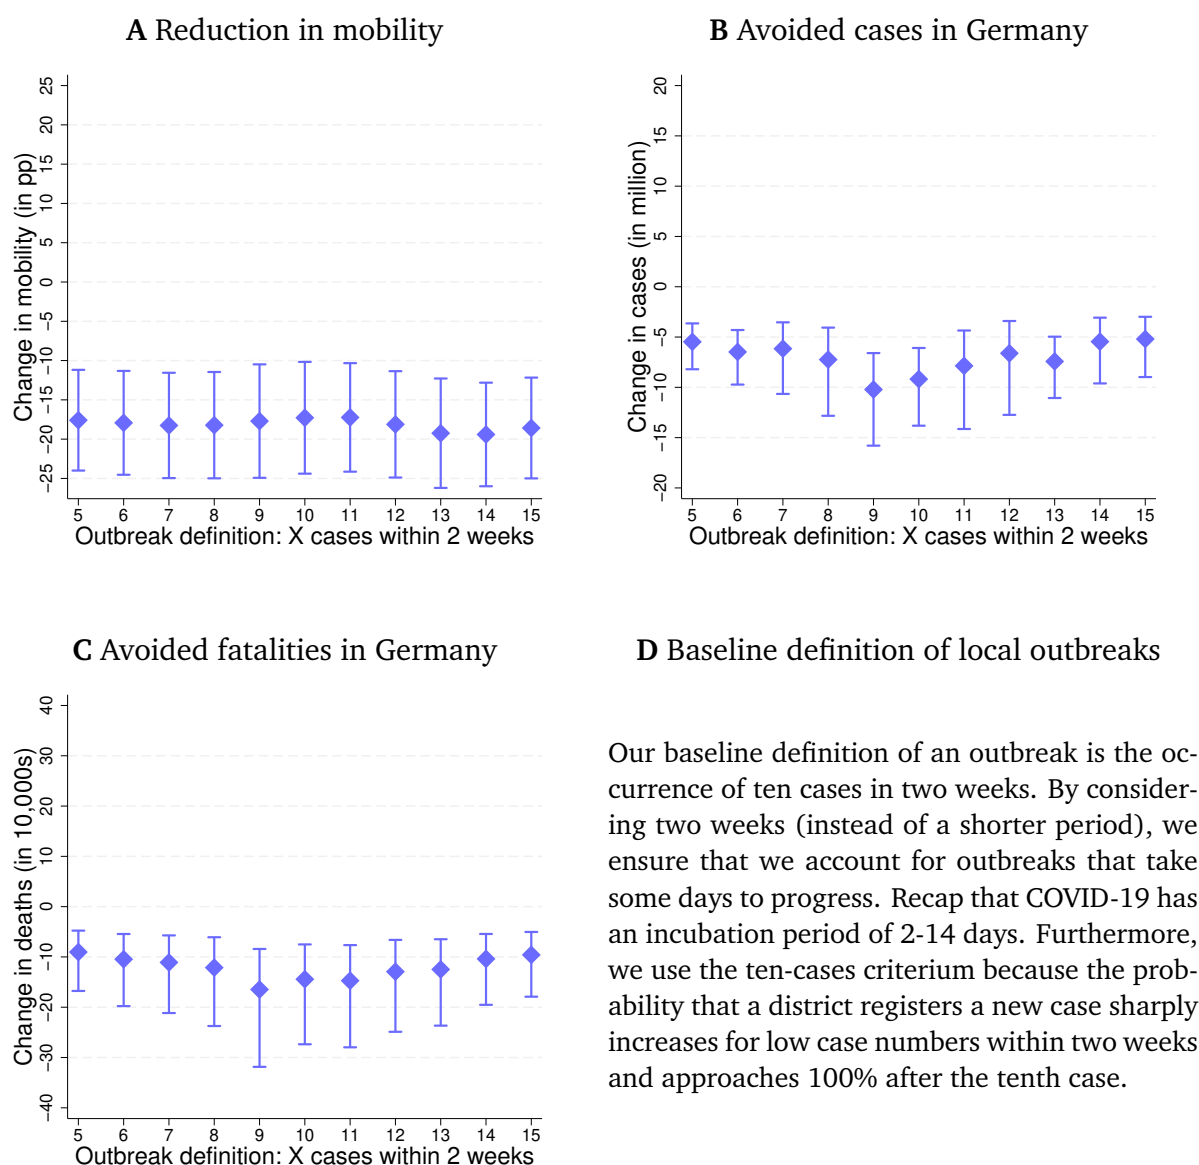 A Reduction in mobility
25
20
15
10
5
0
−5
−10
−15
−20
−25
Change in mobility (in pp)
5 6 7 8 9 10 11 12 13 14 15
Outbreak definition: X cases within 2 weeks
B Avoided cases in Germany
20
15
10
5
0
−5
−10
−15
−20
Change in cases (in million)
5 6 7 8 9 10 11 12 13 14 15
Outbreak definition: X cases within 2 weeks
C Avoided fatalities in Germany
40
30
20
10
0
−10
−20
−30
−40
Change in deaths (in 10,000s)
5 6 7 8 9 10 11 12 13 14 15
Outbreak definition: X cases within 2 weeks
D Baseline definition of local outbreaks
Our baseline definition of an outbreak is the oc-
currence of ten cases in two weeks. By consider-
ing two weeks (instead of a shorter period), we
ensure that we account for outbreaks that take
some days to progress. Recap that COVID-19 has
an incubation period of 2-14 days. Furthermore,
we use the ten-cases criterium because the prob-
ability that a district registers a new case sharply
increases for low case numbers within two weeks
and approaches 100% after the tenth case.